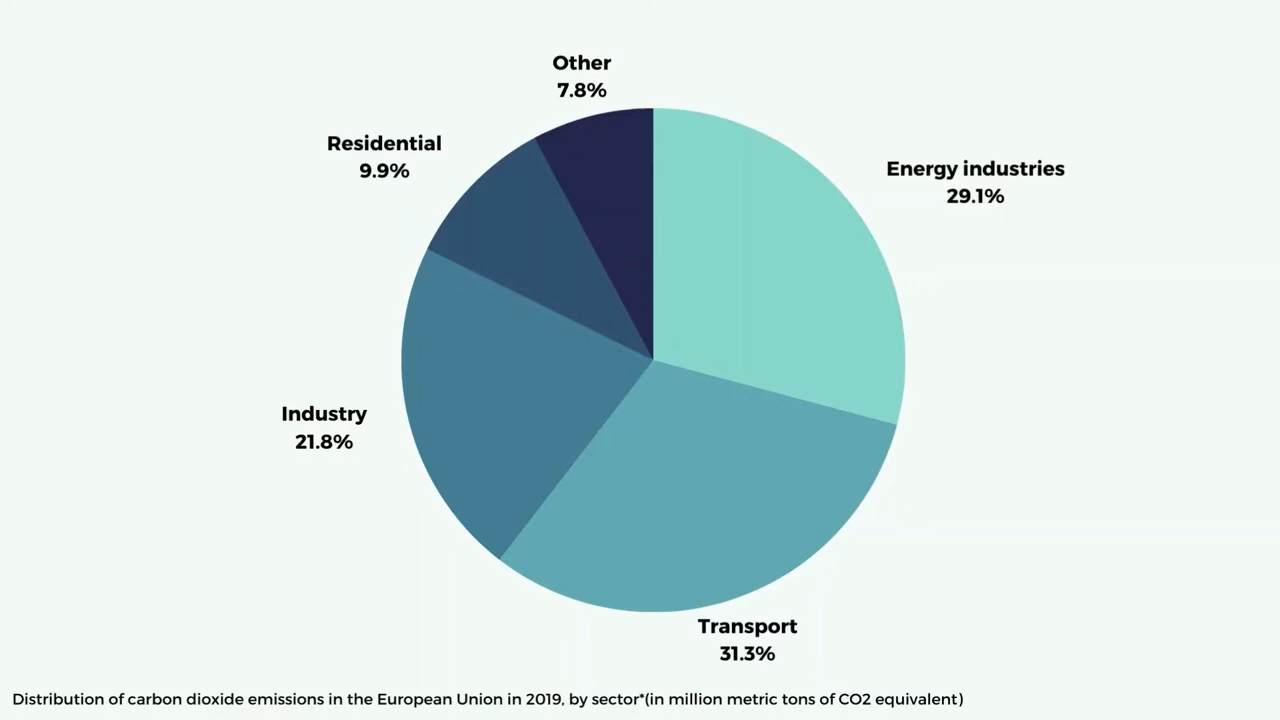 Other
7.8%
Residential
9.9%
Energy industries
29.1%
Industry
21.8%
Transport
31.3%
Distribution of carbon dioxide emissions in the European Union in 2019, by sector*(in million metric tons of CO2 equivalent)